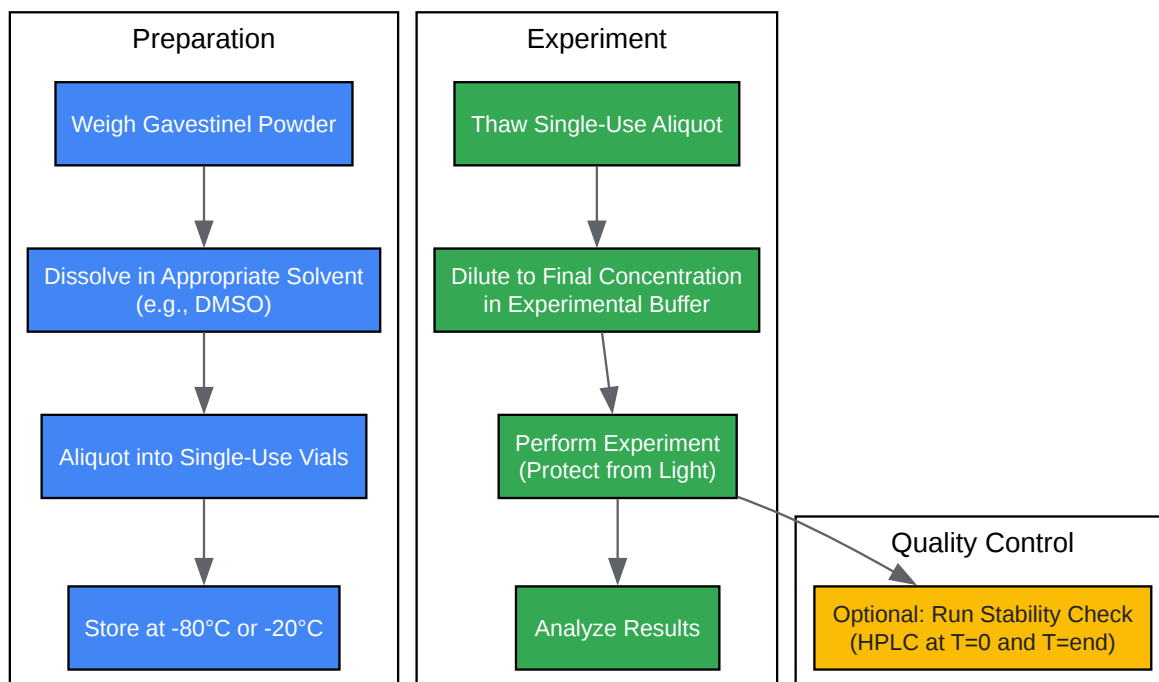 Preparation
Weigh Gavestinel Powder
Dissolve in Appropriate Solvent
(e.g., DMSO)
Aliquot into Single-Use Vials
Store at -80°C or -20°C
Experiment
Thaw Single-Use Aliquot
Dilute to Final Concentration
in Experimental Buffer
Perform Experiment
(Protect from Light)
Analyze Results
Quality Control
Optional: Run Stability Check
(HPLC at T=0 and T=end)